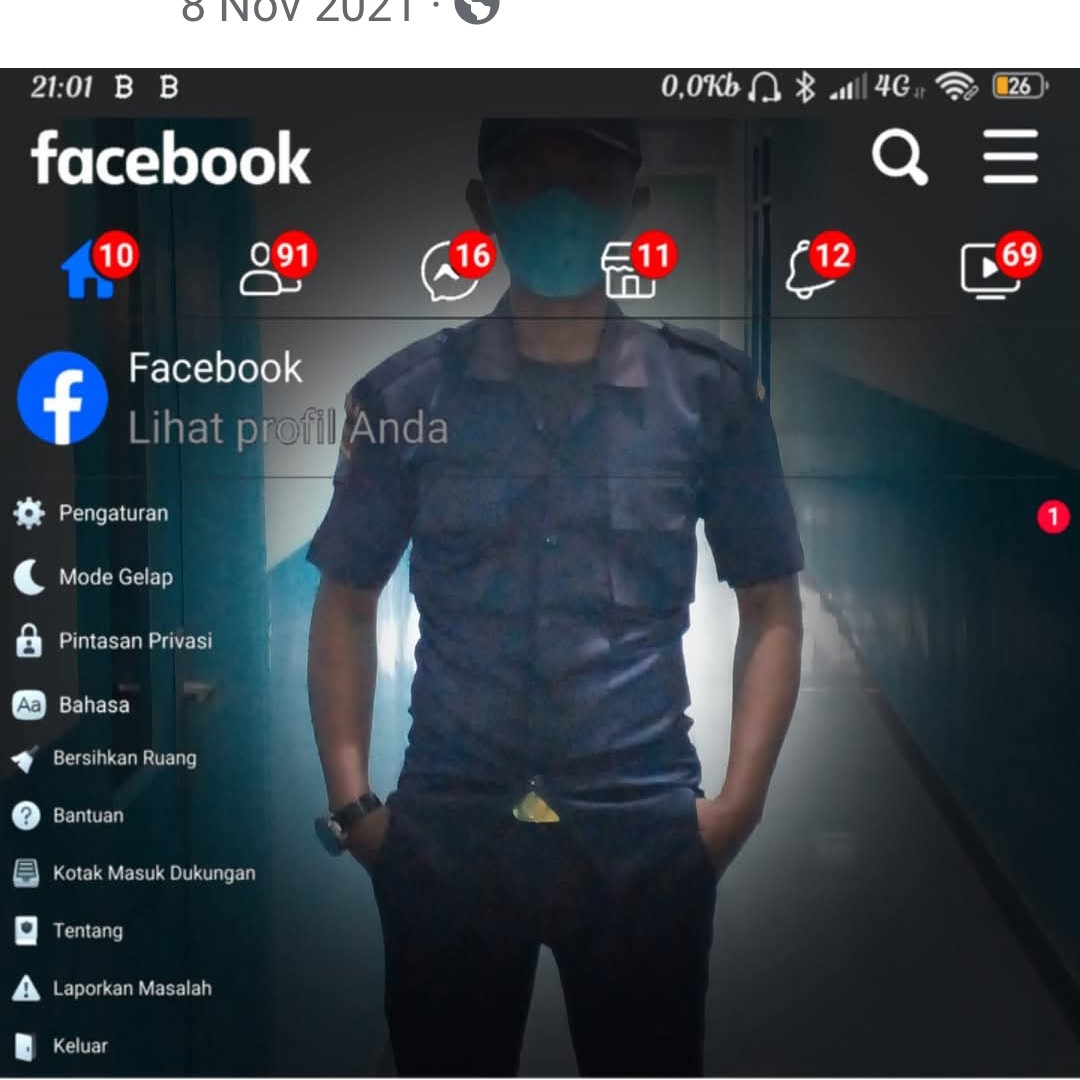 8 Nov 2021 ·
21:01 B B 0,0Kb 4G 26
facebook
10 91 16 11 12 69
Facebook
Lihat profil Anda
Pengaturan 1
Mode Gelap
Pintasan Privasi
Aa Bahasa
Bersihkan Ruang
? Bantuan
Kotak Masuk Dukungan
Tentang
Laporkan Masalah
Keluar